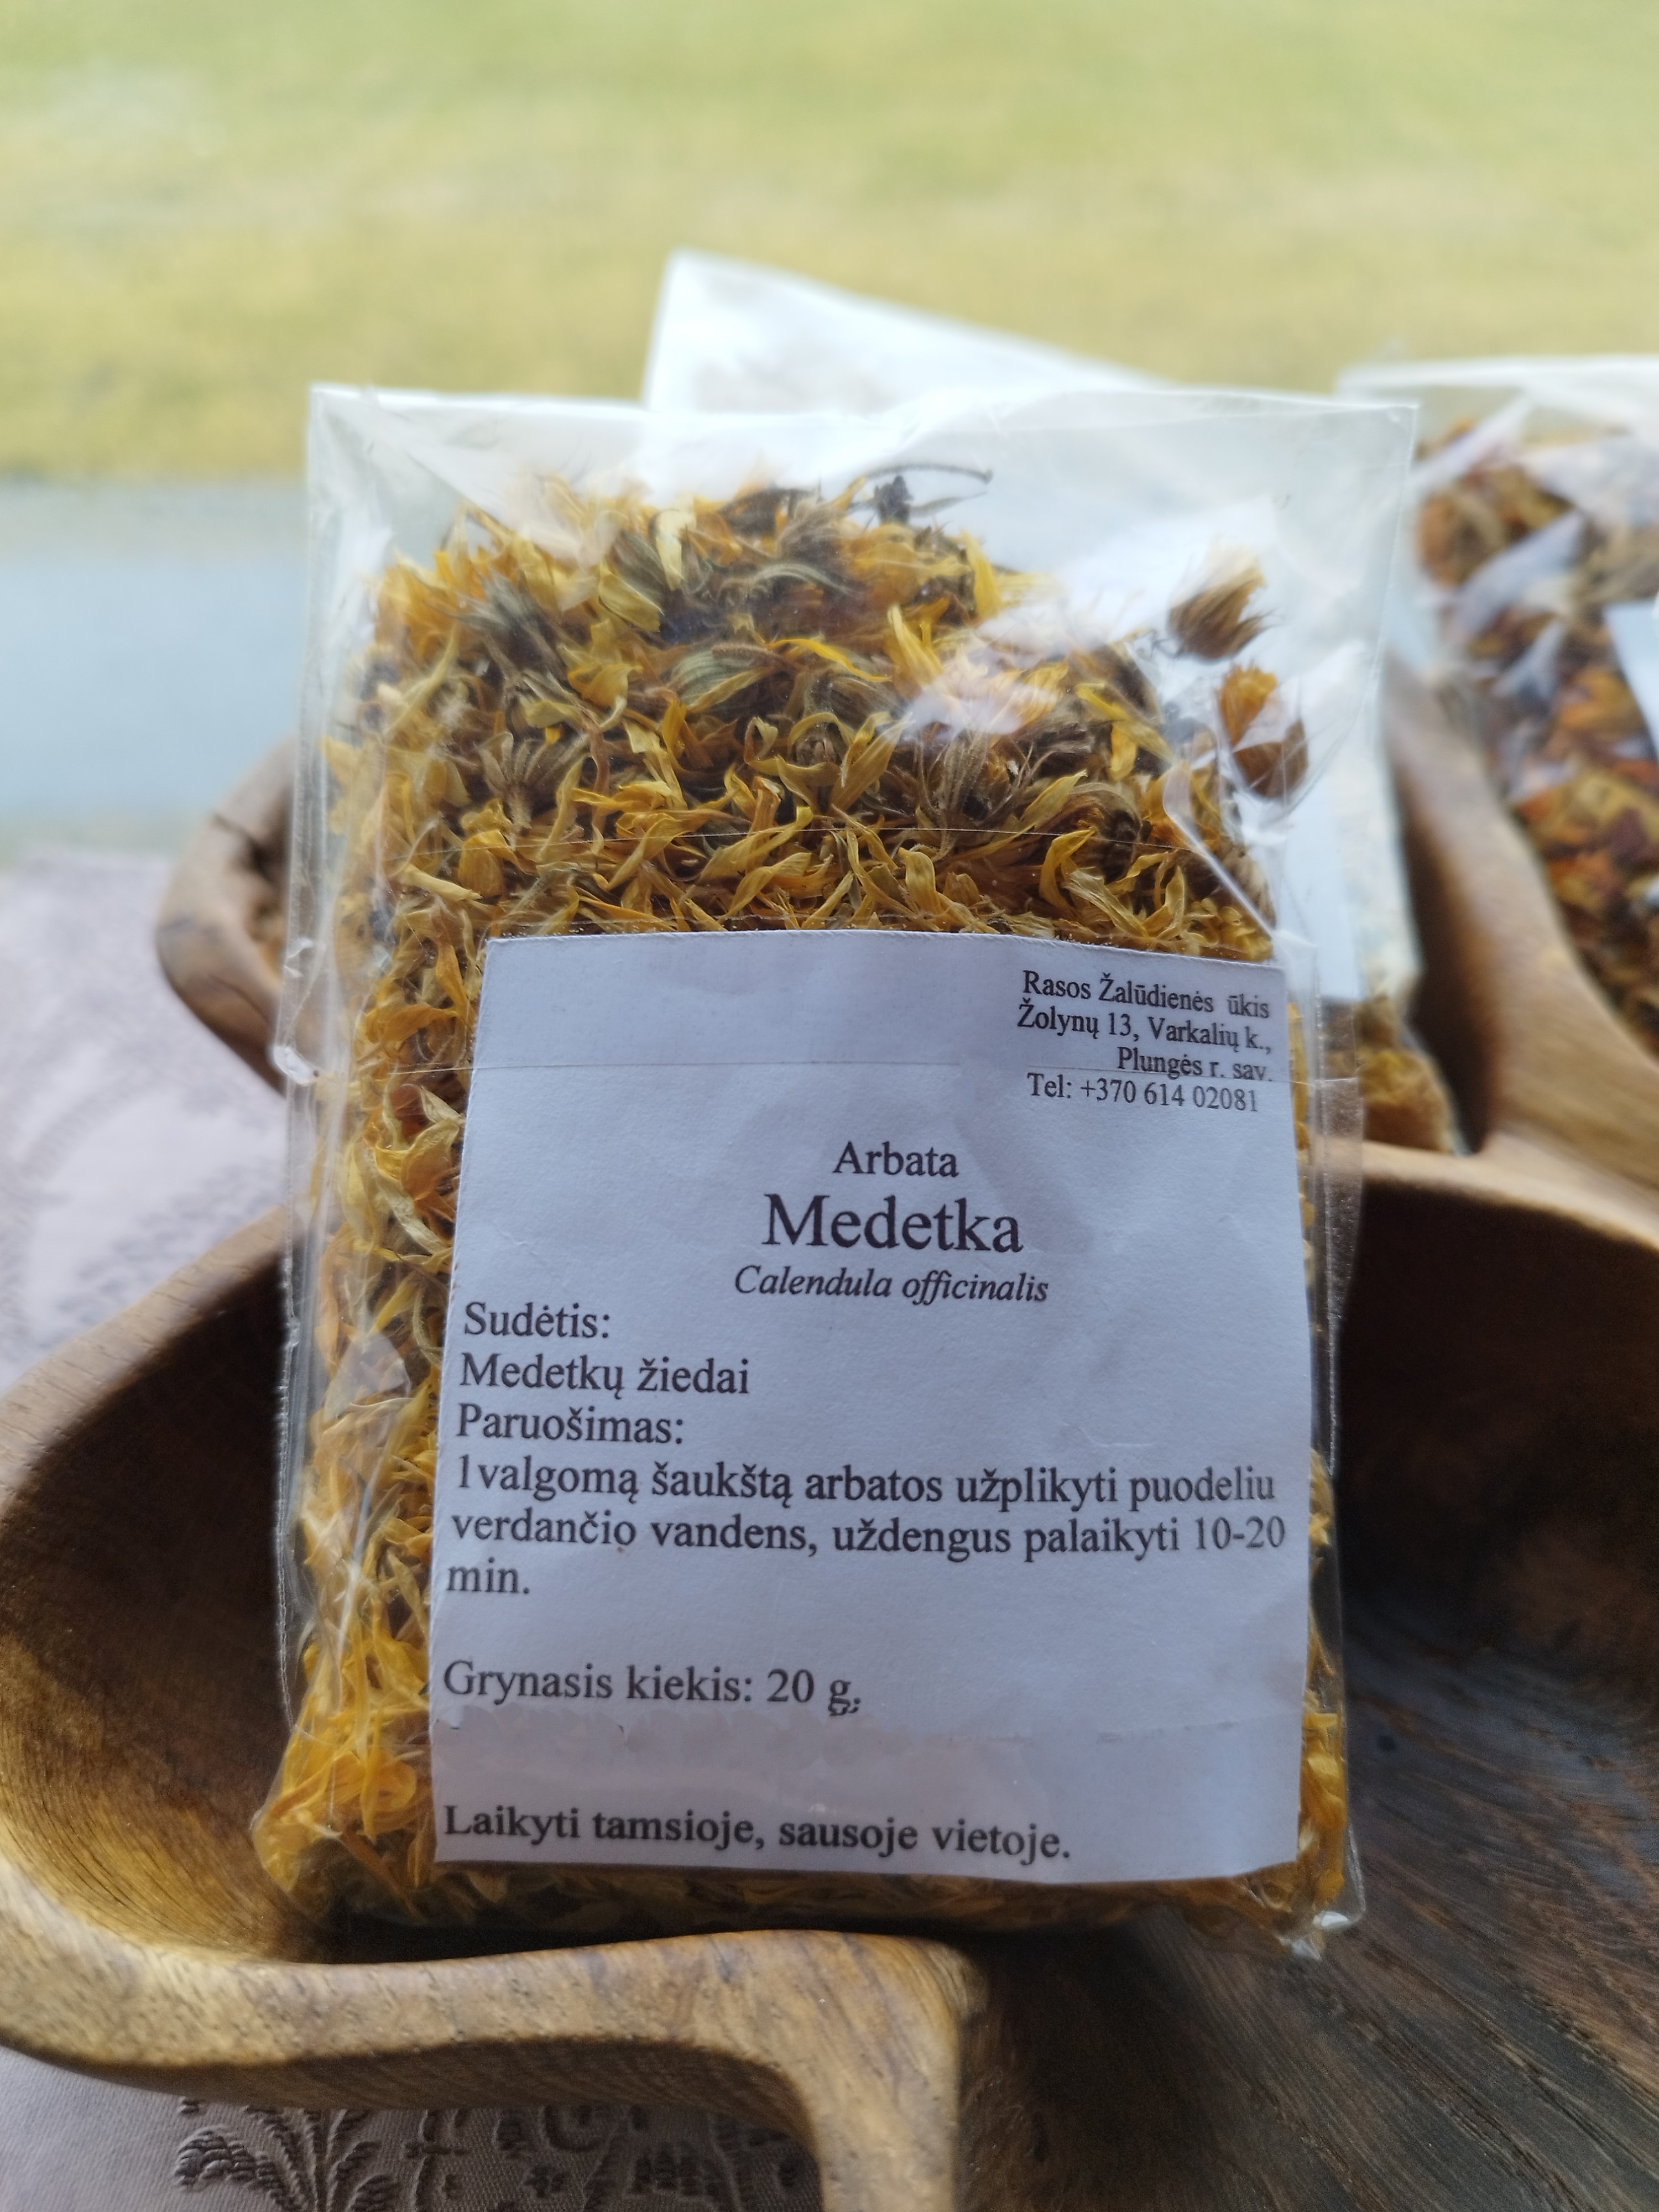 Rasos Žalūdienės ūkis
Žolynų 13, Varkalių k.,
Plungės r. sav.
Tel: +370 614 02081
Arbata
Medetka
Calendula officinalis
Sudėtis:
Medetkų žiedai
Paruošimas:
1valgomą šaukštą arbatos užplikyti puodeliu
verdančio vandens, uždengus palaikyti 10-20
min.
Grynasis kiekis: 20 g.
Laikyti tamsioje, sausoje vietoje.